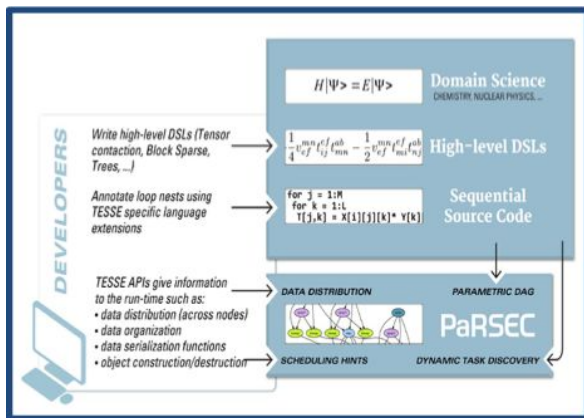 DEVELOPERS
H|Ψ> = E|Ψ>
Domain Science
CHEMISTRY, NUCLEAR PHYSICS, ...
Write high-level DSLs (Tensor
contaction, Block Sparse,
Trees, ...)
High-level DSLs
Annotate loop nests using
TESSE specific language
extensions
for j = 1:M
for k = 1:L
Y[j,k] = X[i][j][k]* Y[k]
Sequential
Source Code
TESSE APIs give information
to the run-time such as:
• data distribution (across nodes)
• data organization
• data serialization functions
• object construction/destruction
DATA DISTRIBUTION
PARAMETRIC DAG
PaRSEC
SCHEDULING HINTS
DYNAMIC TASK DISCOVERY